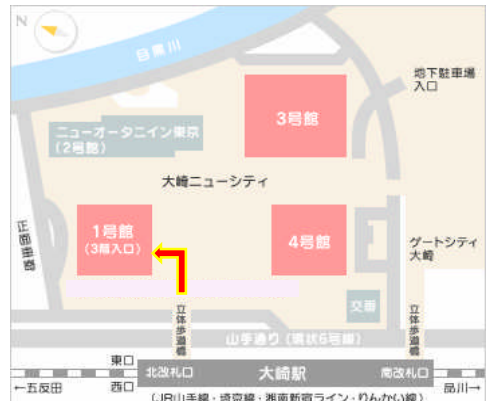 N
目黒川
地下駐車場
入口
3号館
ニューオータニイン東京
(2号館)
大崎ニューシティ
1号館
(3階入口)
4号館
ゲートシティ
大崎
交番
立体歩道橋
立体歩道橋
山手通り (環状6号線)
東口
北改札口
大崎駅
南改札口
←五反田
西口
品川→
(JR山手線・埼京線・湘南新宿ライン・りんかい線)